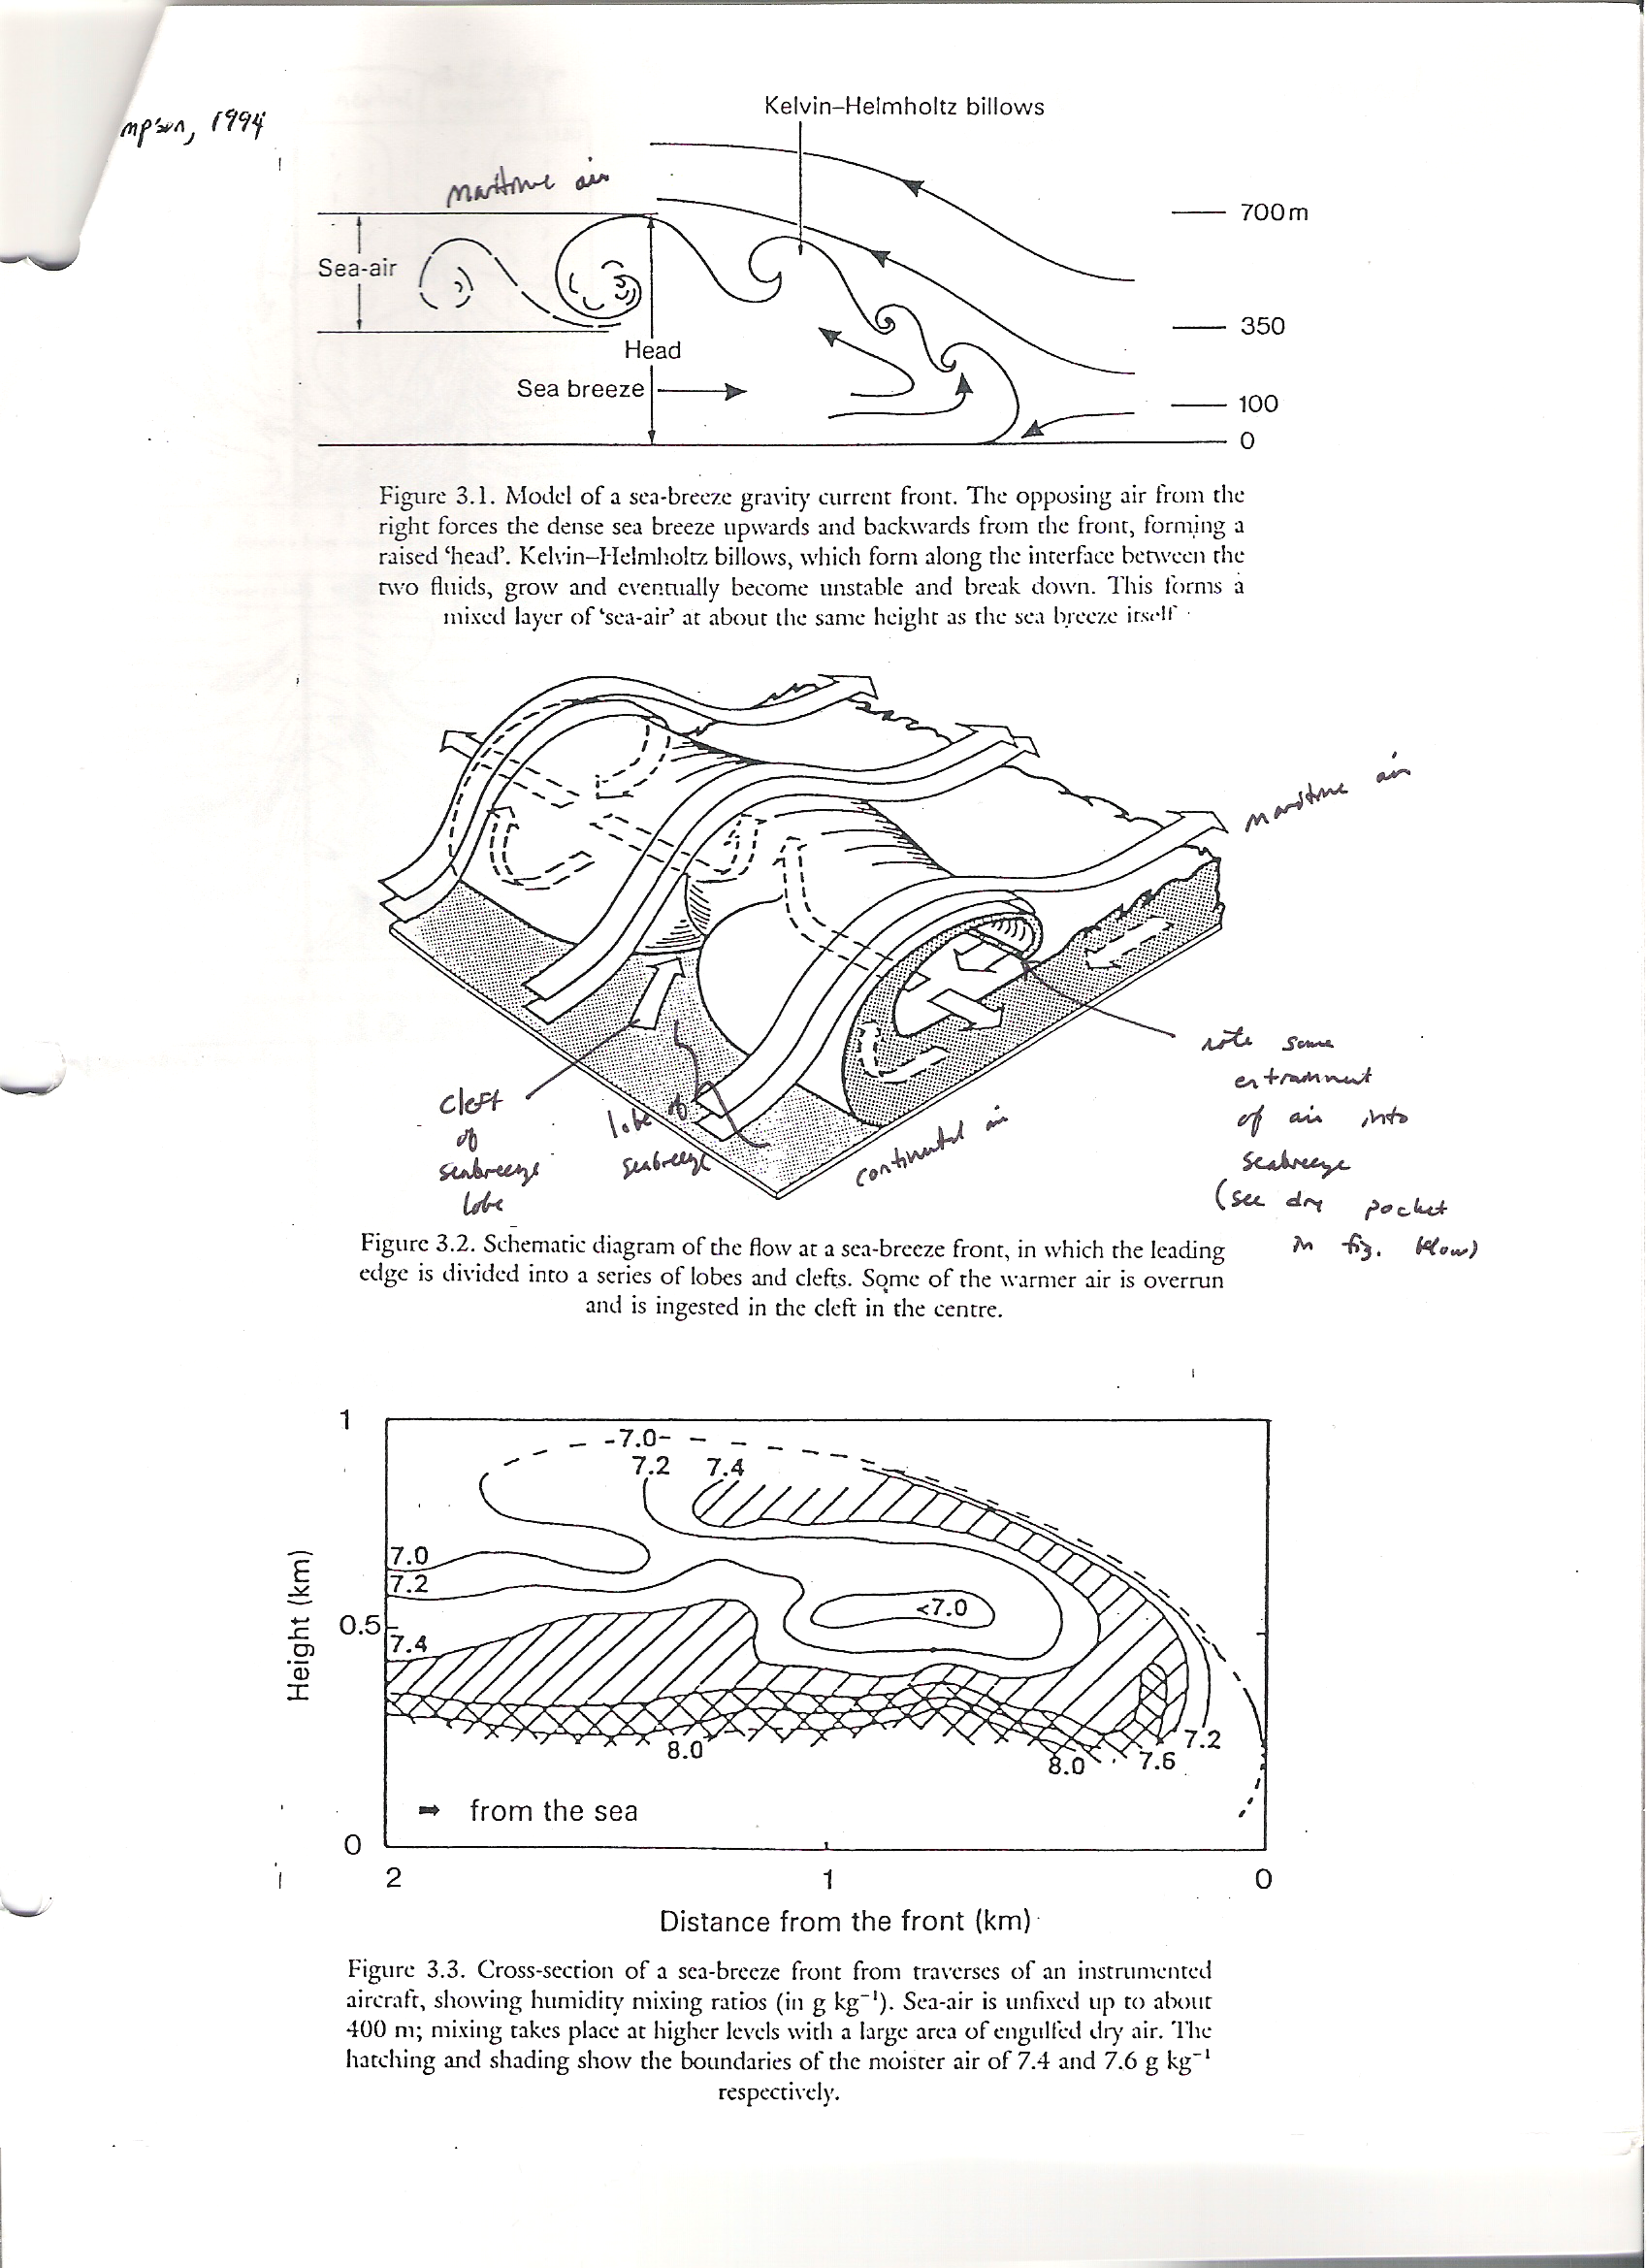 mpson, 1994
Kelvin–Helmholtz billows
maritime air
700m
Sea-air
350
Head
Sea breeze
100
0
Figure 3.1. Model of a sea-breeze gravity current front. The opposing air from the
right forces the dense sea breeze upwards and backwards from the front, forming a
raised ‘head’. Kelvin–Helmholtz billows, which form along the interface between the
two fluids, grow and eventually become unstable and break down. This forms a
mixed layer of ‘sea-air’ at about the same height as the sea breeze itself
maritime air
cleft
of
seabreeze
lobe
lobe of
seabreeze
continental air
note some
entrainment
of air into
seabreeze
(see dry pocket
in fig. below)
Figure 3.2. Schematic diagram of the flow at a sea-breeze front, in which the leading
edge is divided into a series of lobes and clefts. Some of the warmer air is overrun
and is ingested in the cleft in the centre.
1
-7.0-
7.2 7.4
7.0
7.2
<7.0
0.5
7.4
Height (km)
7.2
8.0
8.0
7.6
from the sea
0
2 1 0
Distance from the front (km)
Figure 3.3. Cross-section of a sea-breeze front from traverses of an instrumented
aircraft, showing humidity mixing ratios (in g kg⁻¹). Sea-air is unfixed up to about
400 m; mixing takes place at higher levels with a large area of engulfed dry air. The
hatching and shading show the boundaries of the moister air of 7.4 and 7.6 g kg⁻¹
respectively.